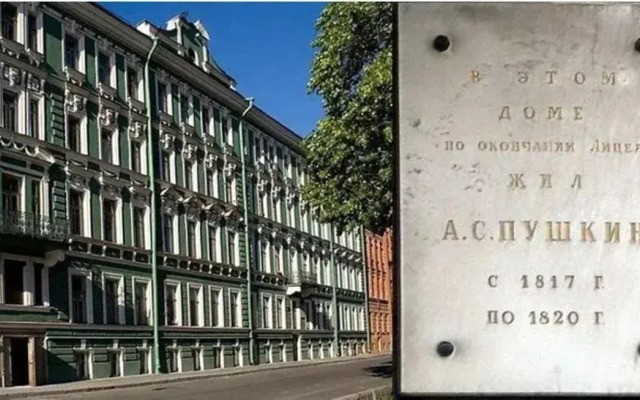 В ЭТОМ
ДОМЕ
ПО ОКОНЧАНИИ ЛИЦЕЯ
ЖИЛ
А.С.ПУШКИН
С 1817 Г.
ПО 1820 Г.